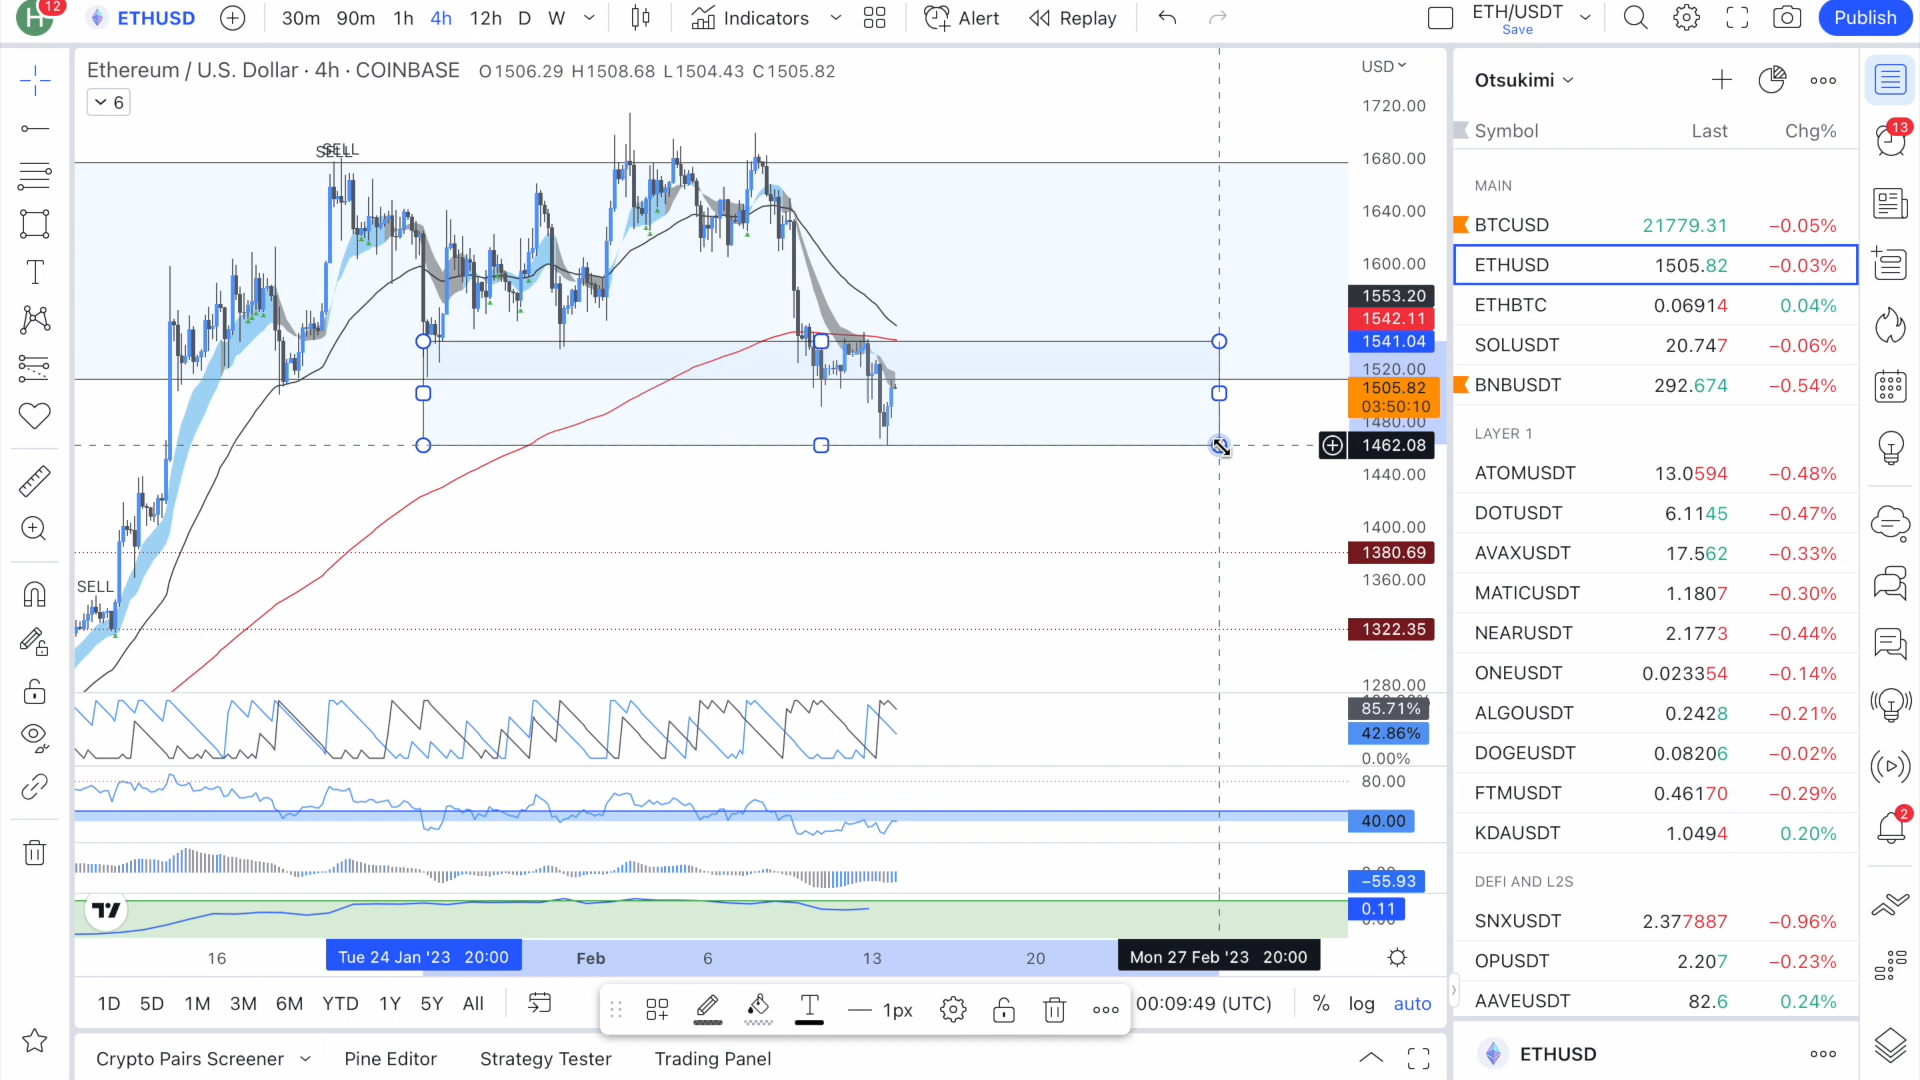 H 12 ETHUSD 30m 90m 1h 4h 12h D W Indicators Alert Replay ETH/USDT Save Publish
Ethereum / U.S. Dollar · 4h · COINBASE O1506.29 H1508.68 L1504.43 C1505.82
6
USD
1720.00
1680.00
1640.00
1600.00
1553.20
1542.11
1541.04
1520.00
1505.82
03:50:10
1480.00
1462.08
1440.00
1400.00
1380.69
1360.00
1322.35
1280.00
SELL
SELL
SELL
85.71%
42.86%
0.00%
80.00
40.00
−55.93
0.11
16
Tue 24 Jan '23 20:00
Feb
6
13
20
Mon 27 Feb '23 20:00
1D 5D 1M 3M 6M YTD 1Y 5Y All
T 1px
00:09:49 (UTC) % log auto
Crypto Pairs Screener Pine Editor Strategy Tester Trading Panel
Otsukimi
Symbol Last Chg%
MAIN
BTCUSD 21779.31 −0.05%
ETHUSD 1505.82 −0.03%
ETHBTC 0.06914 0.04%
SOLUSDT 20.747 −0.06%
BNBUSDT 292.674 −0.54%
LAYER 1
ATOMUSDT 13.0594 −0.48%
DOTUSDT 6.1145 −0.47%
AVAXUSDT 17.562 −0.33%
MATICUSDT 1.1807 −0.30%
NEARUSDT 2.1773 −0.44%
ONEUSDT 0.023354 −0.14%
ALGOUSDT 0.2428 −0.21%
DOGEUSDT 0.08206 −0.02%
FTMUSDT 0.46170 −0.29%
KDAUSDT 1.0494 0.20%
DEFI AND L2S
SNXUSDT 2.377887 −0.96%
OPUSDT 2.207 −0.23%
AAVEUSDT 82.6 0.24%
ETHUSD
13
2